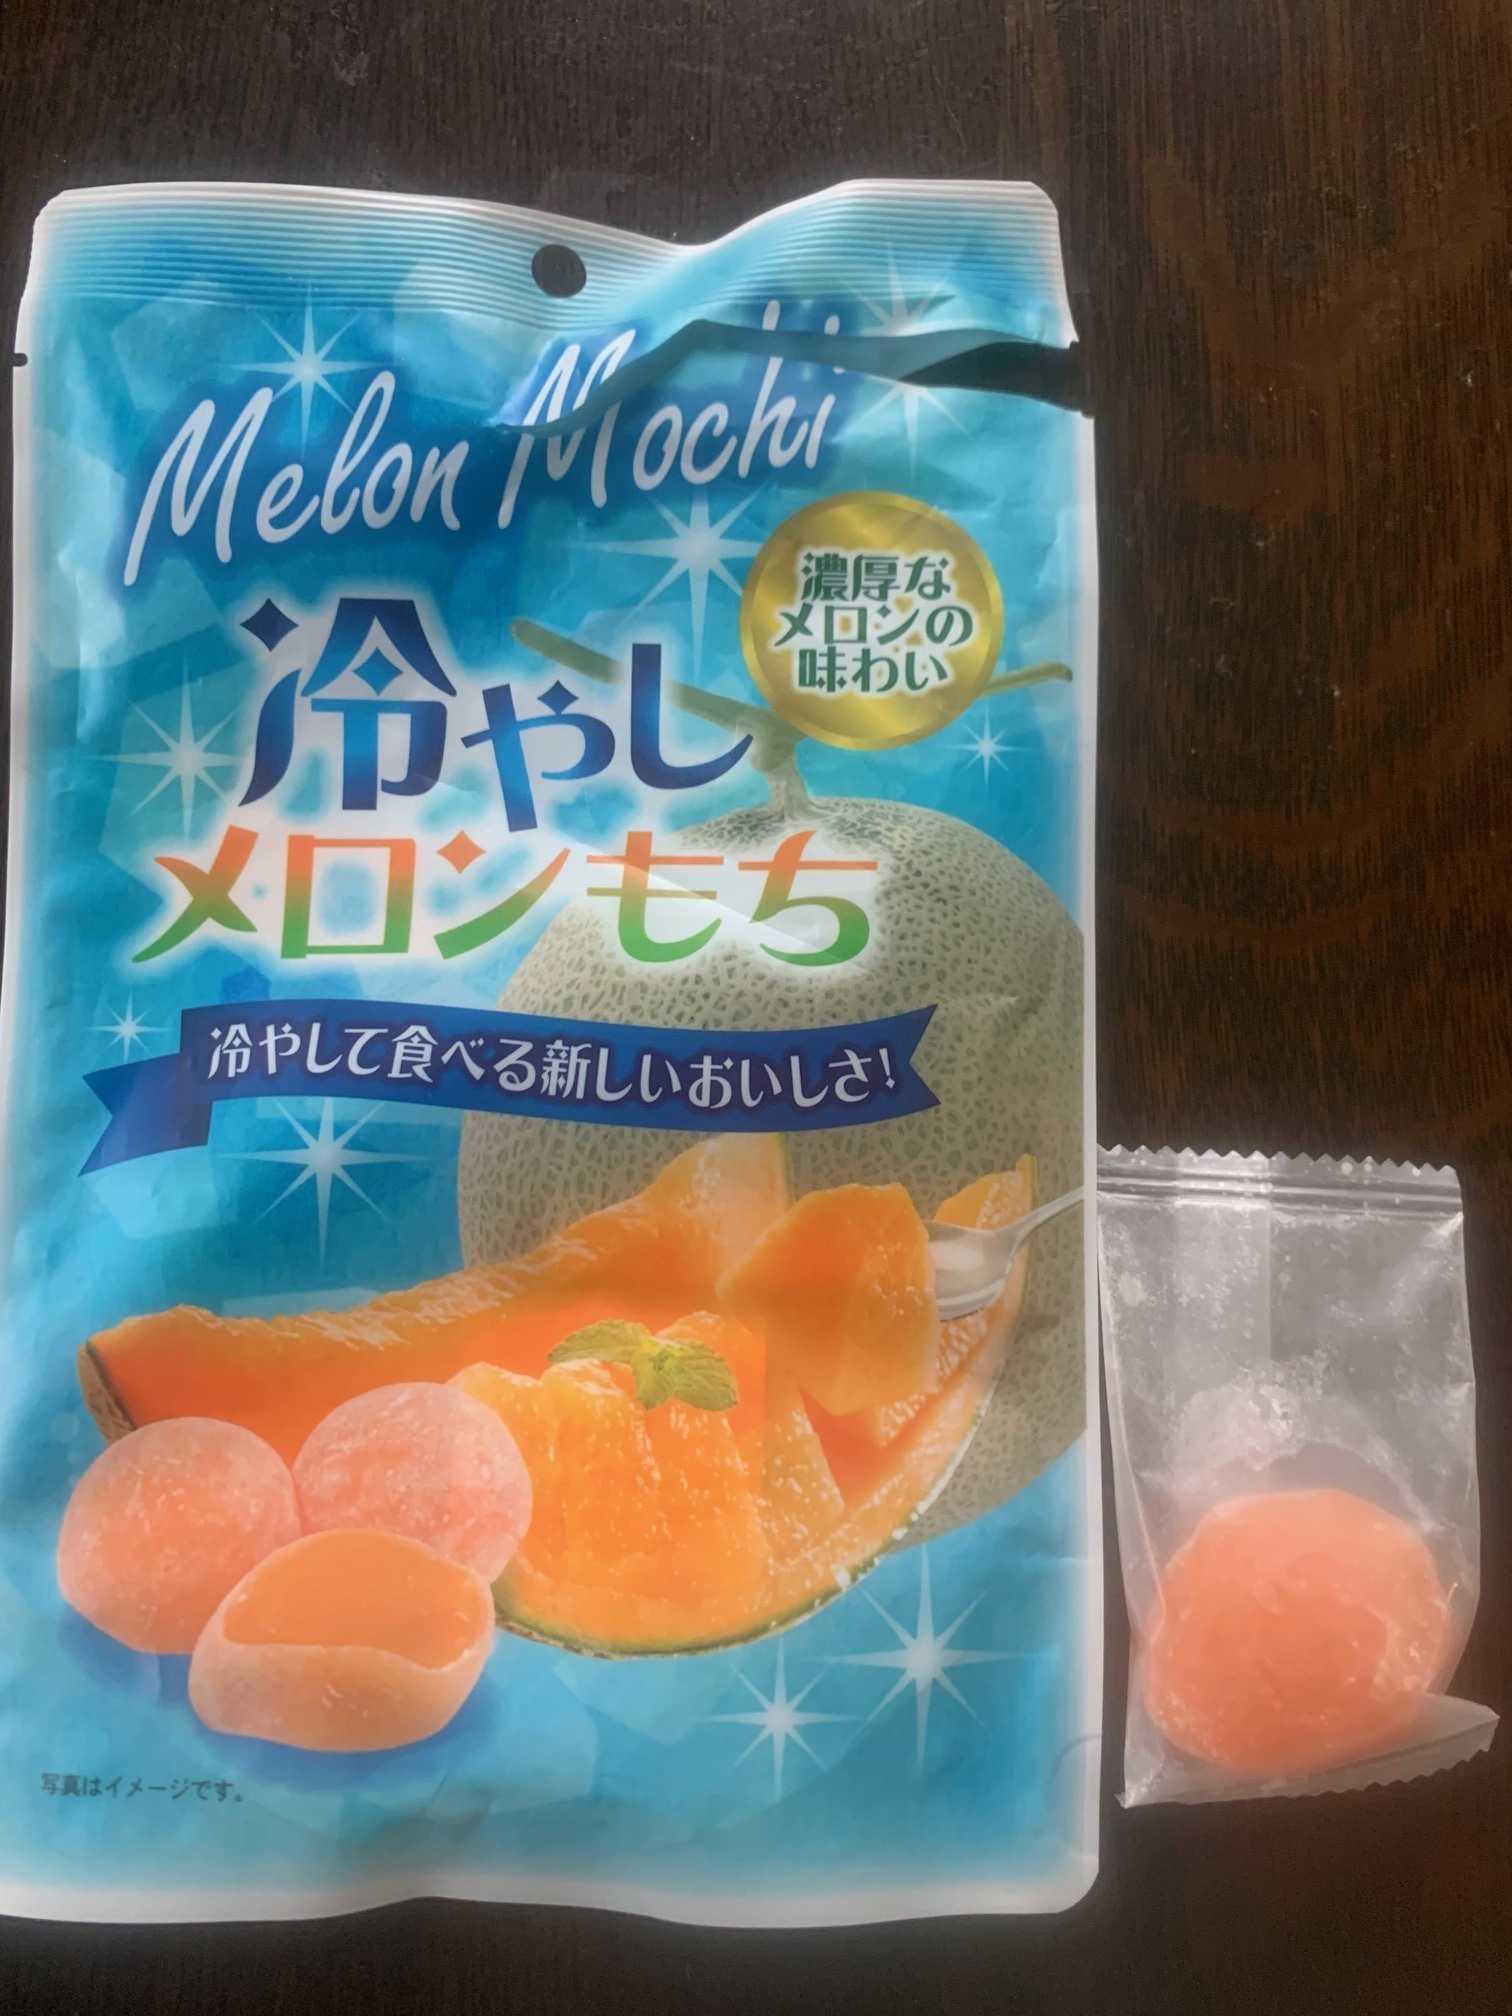 Melon Mochi
濃厚な
メロンの
味わい
冷やし
メロンもち
冷やして食べる新しいおいしさ!
写真はイメージです。